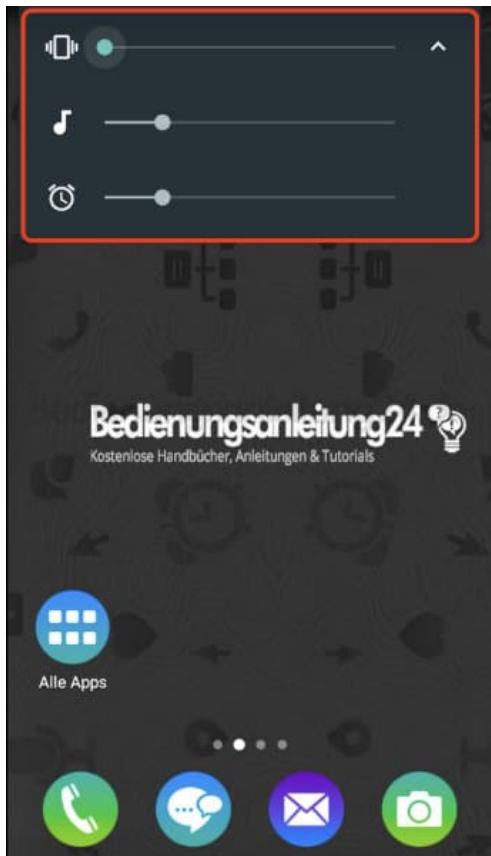 Bedienungsanleitung24
Kostenlose Handbücher, Anleitungen & Tutorials
Alle Apps